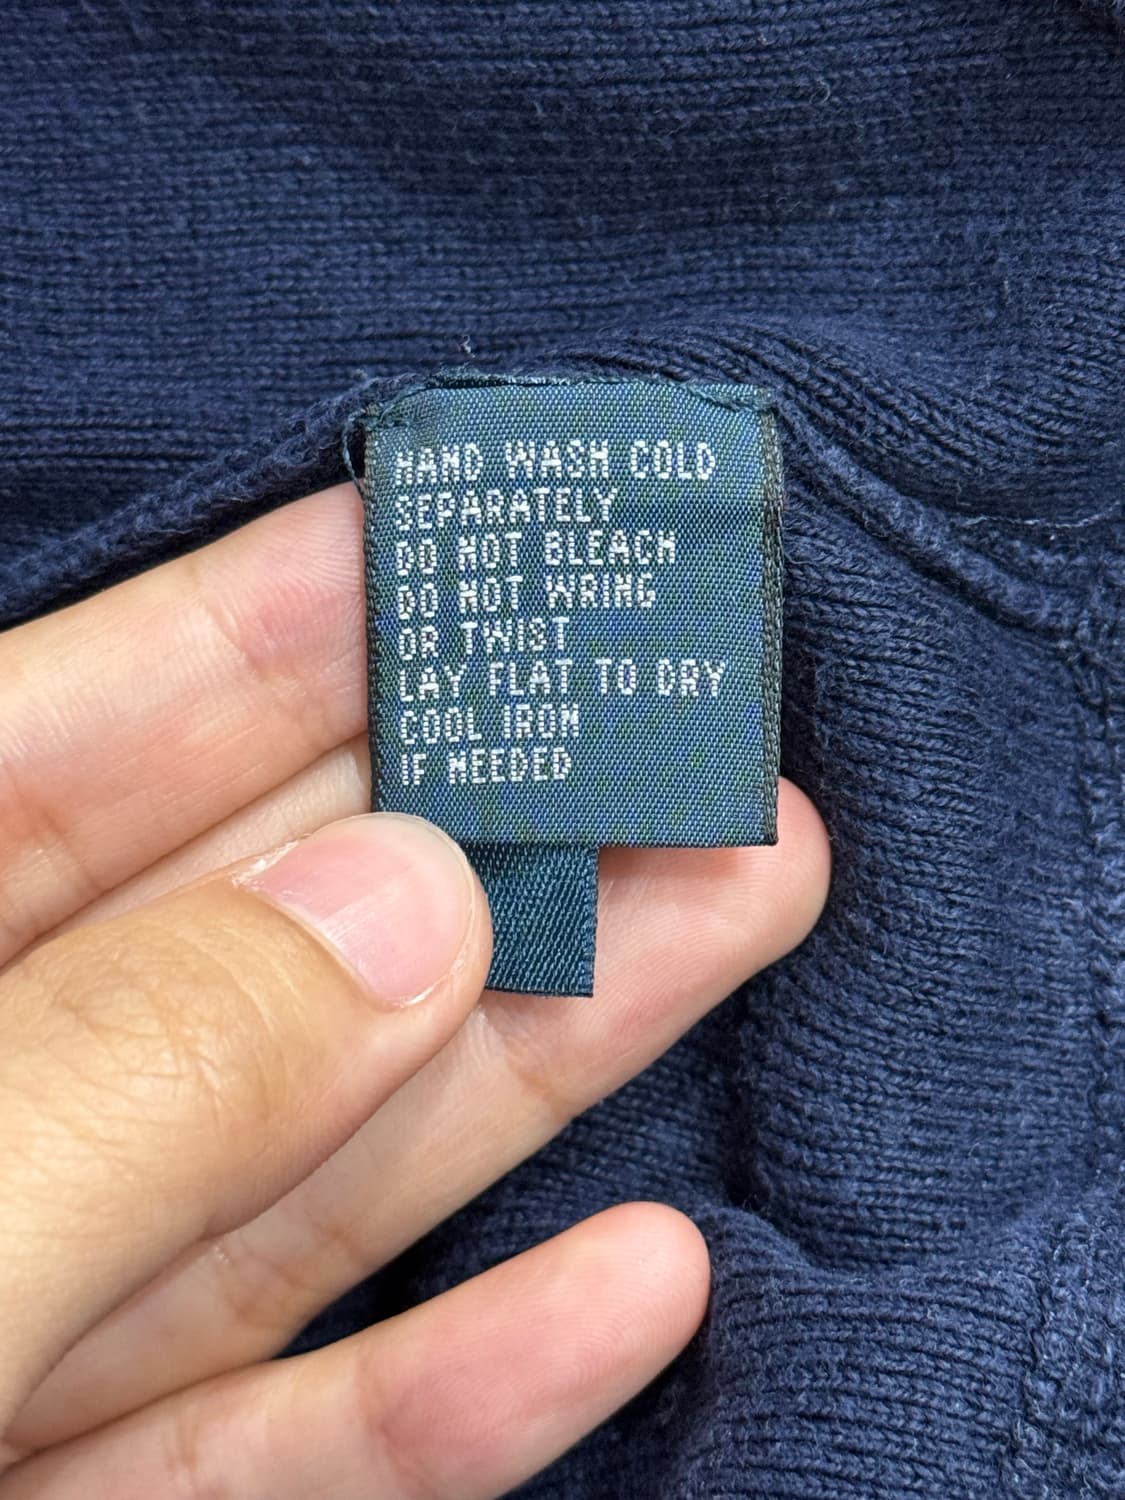 HAND WASH COLD
SEPARATELY
DO NOT BLEACH
DO NOT WRING
OR TWIST
LAY FLAT TO DRY
COOL IRON
IF NEEDED